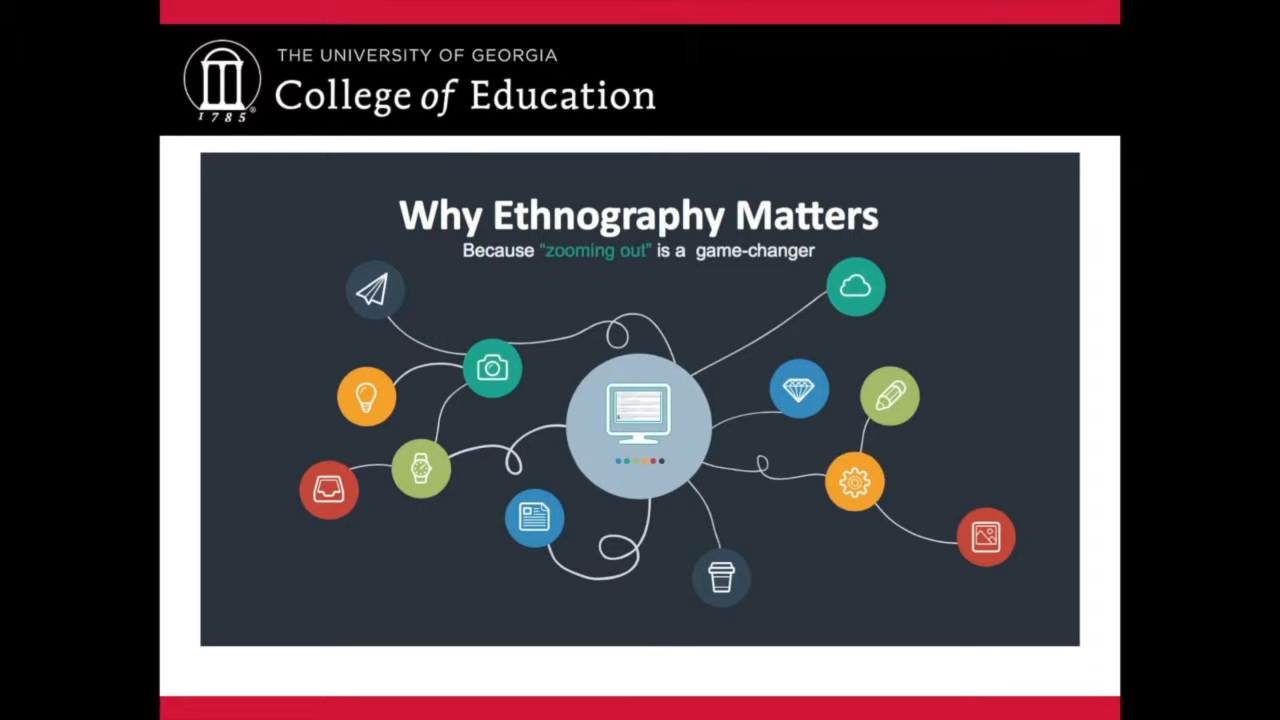 THE UNIVERSITY OF GEORGIA
College of Education
1785
Why Ethnography Matters
Because “zooming out” is a game-changer